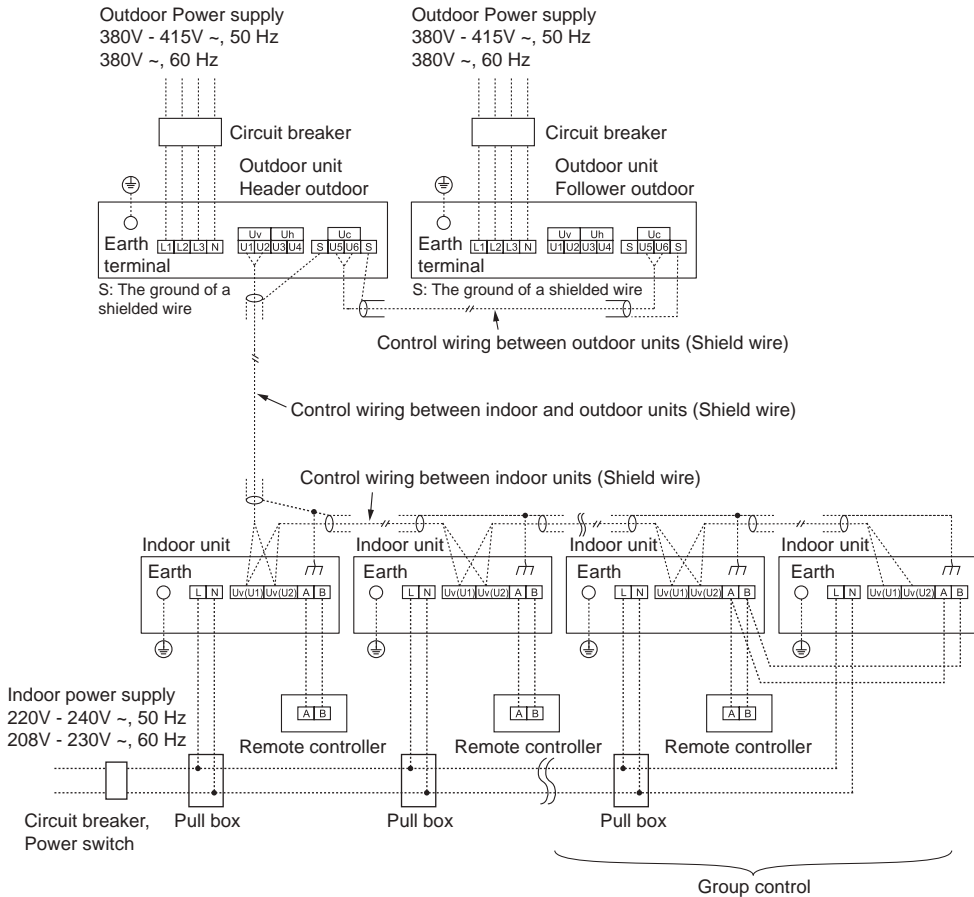 Outdoor Power supply
380V - 415V ~, 50 Hz
380V ~, 60 Hz
Outdoor Power supply
380V - 415V ~, 50 Hz
380V ~, 60 Hz
Circuit breaker
Circuit breaker
Outdoor unit
Header outdoor
Outdoor unit
Follower outdoor
Earth
terminal
L1 L2 L3 N
Uv Uh
U1 U2 U3 U4
Uc
S U5 U6 S
Earth
terminal
L1 L2 L3 N
Uv Uh
U1 U2 U3 U4
Uc
S U5 U6 S
S: The ground of a
shielded wire
S: The ground of a shielded wire
Control wiring between outdoor units (Shield wire)
Control wiring between indoor and outdoor units (Shield wire)
Control wiring between indoor units (Shield wire)
Indoor unit
Indoor unit
Indoor unit
Indoor unit
Earth
L N Uv(U1) Uv(U2) A B
Earth
L N Uv(U1) Uv(U2) A B
Earth
L N Uv(U1) Uv(U2) A B
Earth
L N Uv(U1) Uv(U2) A B
Indoor power supply
220V - 240V ~, 50 Hz
208V - 230V ~, 60 Hz
A B
A B
A B
Remote controller
Remote controller
Remote controller
Circuit breaker,
Power switch
Pull box
Pull box
Pull box
Group control